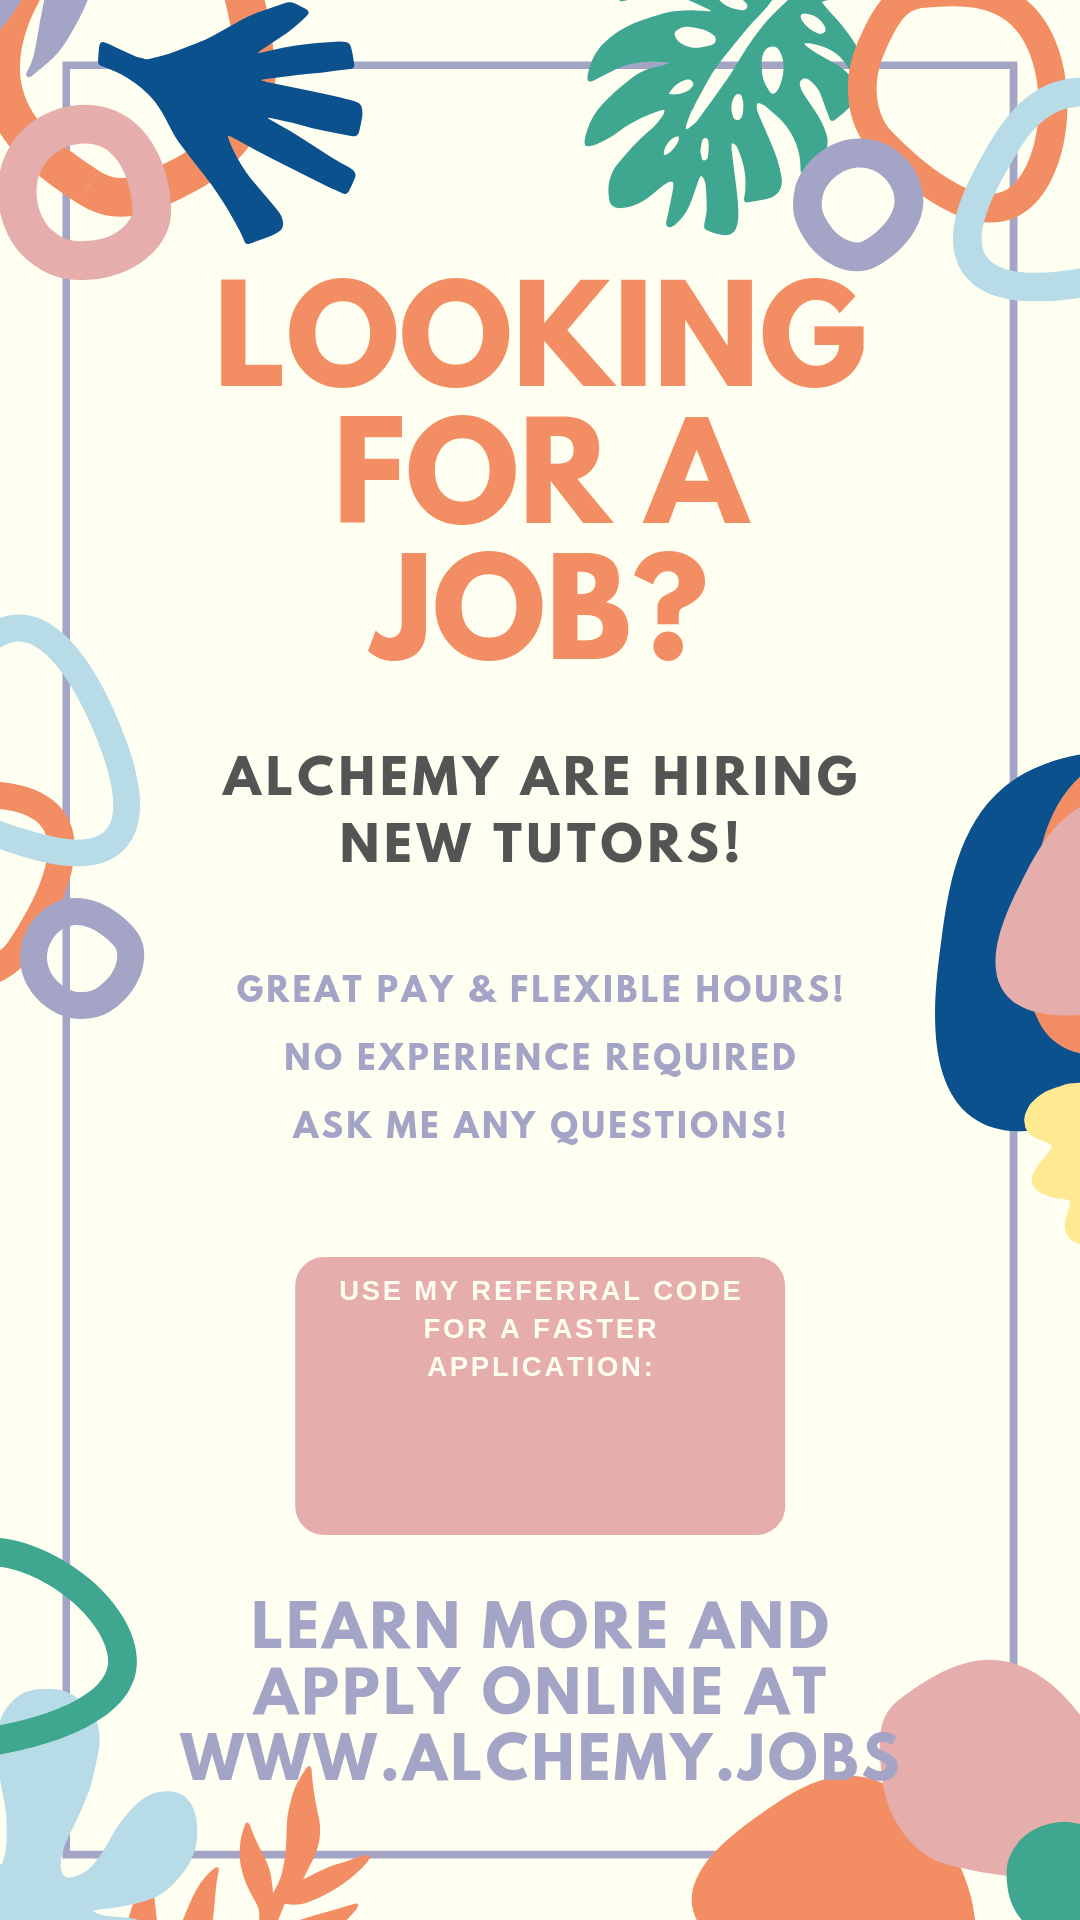 LOOKING
FOR A
JOB?
ALCHEMY ARE HIRING
NEW TUTORS!
GREAT PAY & FLEXIBLE HOURS!
NO EXPERIENCE REQUIRED
ASK ME ANY QUESTIONS!
USE MY REFERRAL CODE
FOR A FASTER
APPLICATION:
LEARN MORE AND
APPLY ONLINE AT
WWW.ALCHEMY.JOBS